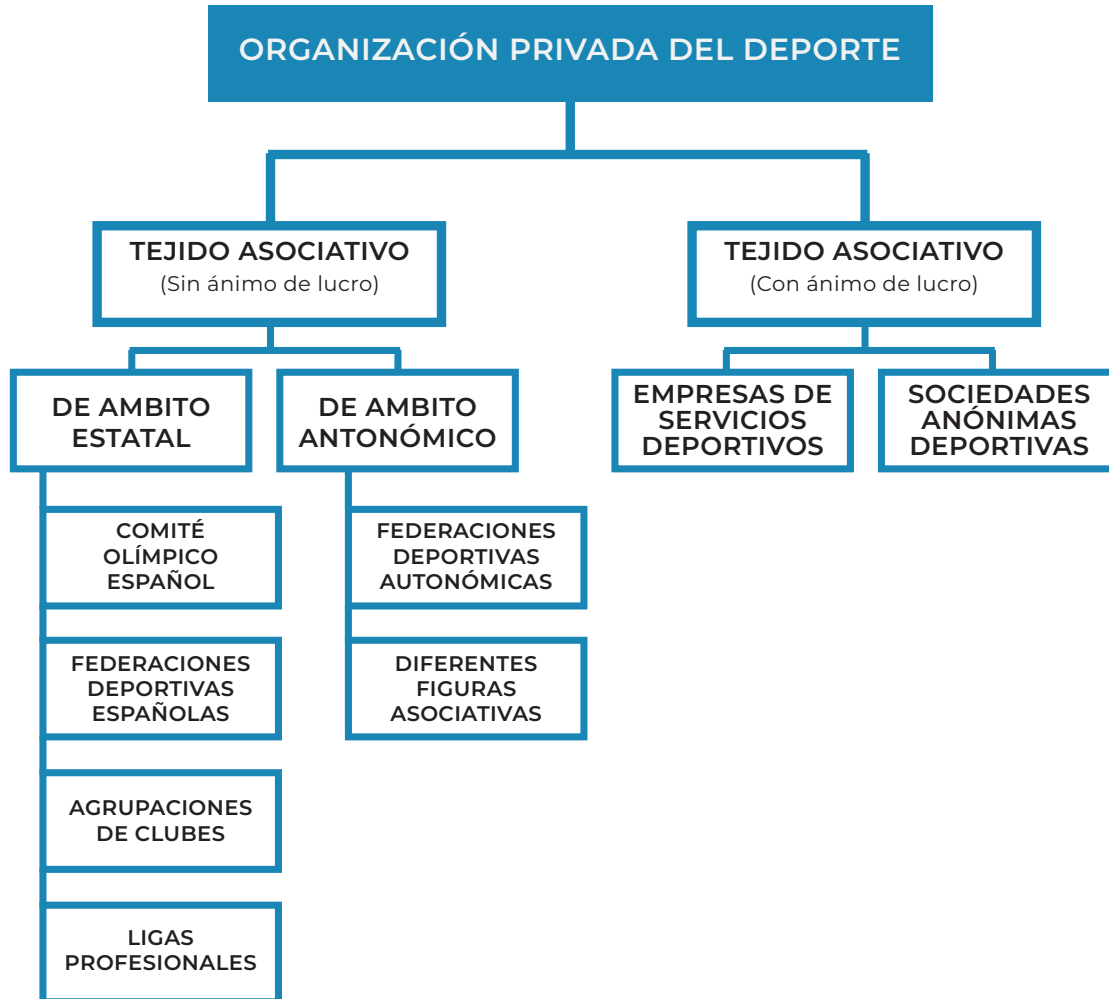 ORGANIZACIÓN PRIVADA DEL DEPORTE
TEJIDO ASOCIATIVO
(Sin ánimo de lucro)
TEJIDO ASOCIATIVO
(Con ánimo de lucro)
DE AMBITO
ESTATAL
DE AMBITO
ANTONÓMICO
EMPRESAS DE
SERVICIOS
DEPORTIVOS
SOCIEDADES
ANÓNIMAS
DEPORTIVAS
COMITÉ
OLÍMPICO
ESPAÑOL
FEDERACIONES
DEPORTIVAS
AUTONÓMICAS
FEDERACIONES
DEPORTIVAS
ESPAÑOLAS
DIFERENTES
FIGURAS
ASOCIATIVAS
AGRUPACIONES
DE CLUBES
LIGAS
PROFESIONALES